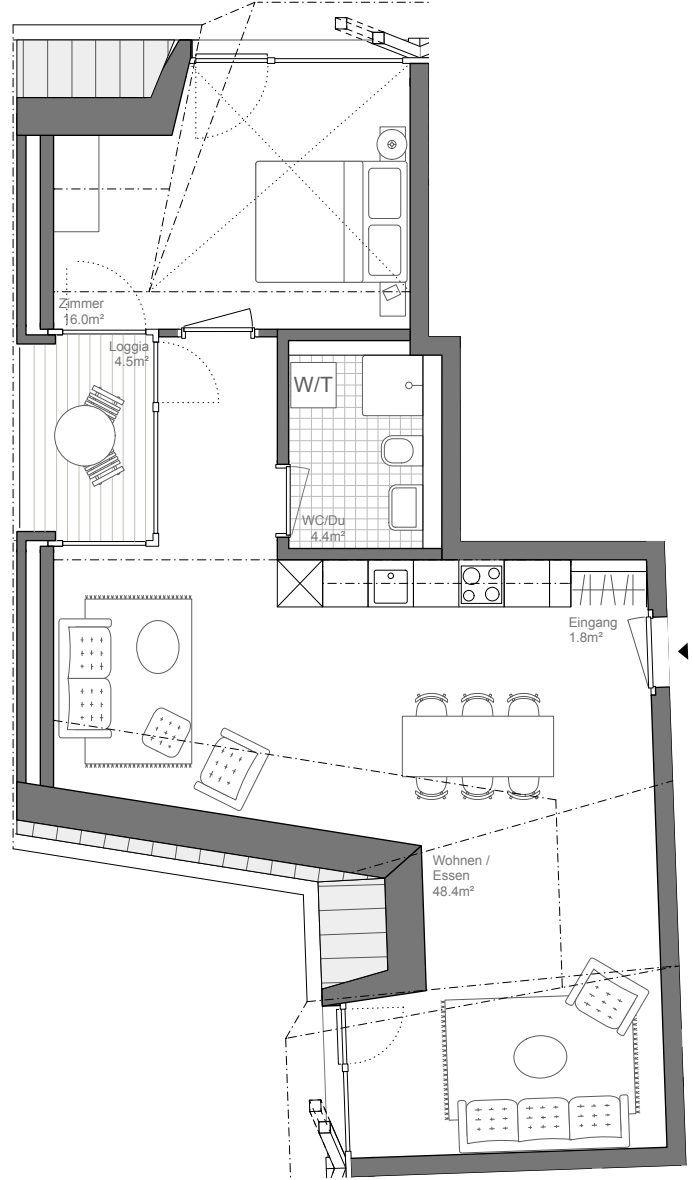 Zimmer
16.0m²
Loggia
4.5m²
W/T
WC/Du
4.4m²
Eingang
1.8m²
Wohnen /
Essen
48.4m²